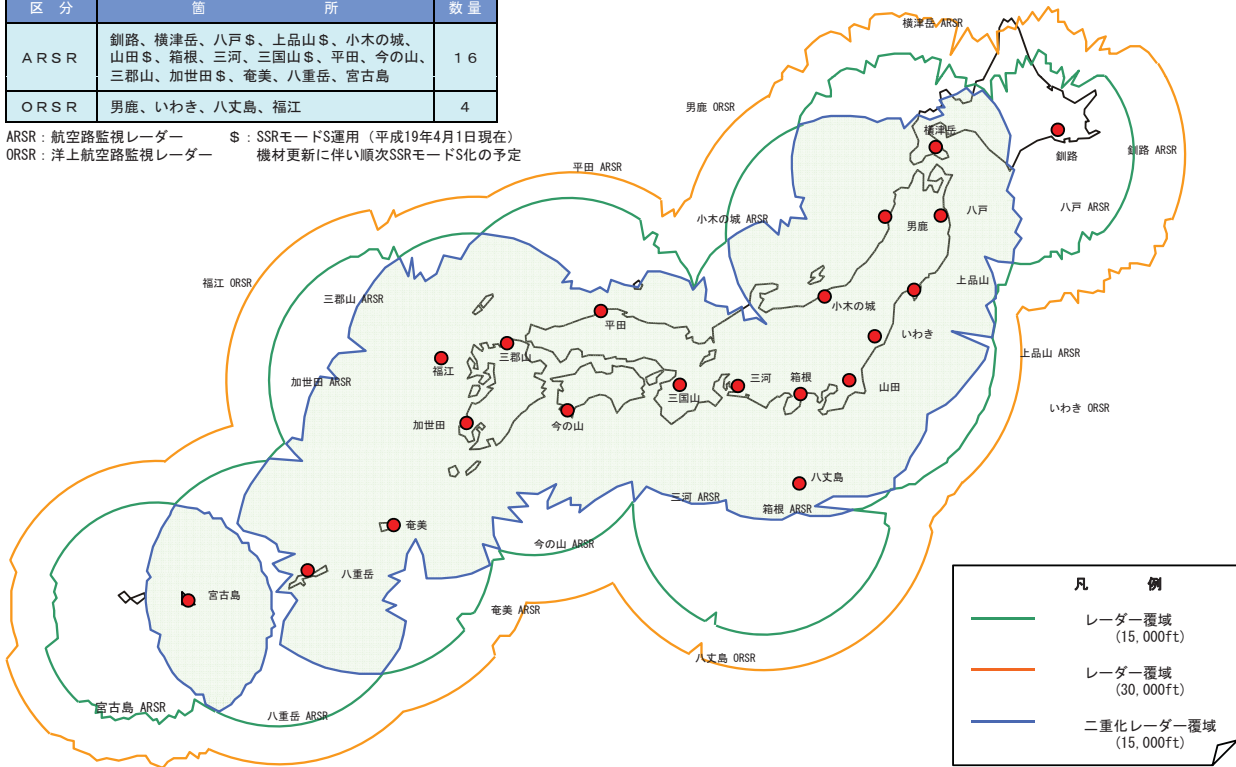 区 分　箇　所　数 量
ARSR　釧路、横津岳、八戸＄、上品山＄、小木の城、　16
山田＄、箱根、三河、三国山＄、平田、今の山、
三郡山、加世田＄、奄美、八重岳、宮古島
ORSR　男鹿、いわき、八丈島、福江　4
ARSR：航空路監視レーダー　＄：SSRモードS運用（平成19年4月1日現在）
ORSR：洋上航空路監視レーダー　機材更新に伴い順次SSRモードS化の予定
横津岳 ARSR
男鹿 ORSR
横津岳
釧路
釧路 ARSR
平田 ARSR
小木の城 ARSR
八戸
八戸 ARSR
男鹿
福江 ORSR
三郡山 ARSR
上品山
小木の城
平田
いわき
三郡山
上品山 ARSR
福江
加世田 ARSR
三国山
三河
箱根
山田
いわき ORSR
加世田
今の山
八丈島
三河 ARSR
箱根 ARSR
奄美
今の山 ARSR
八重岳
宮古島
奄美 ARSR
八丈島 ORSR
宮古島 ARSR
八重岳 ARSR
凡　例
レーダー覆域
(15,000ft)
レーダー覆域
(30,000ft)
二重化レーダー覆域
(15,000ft)